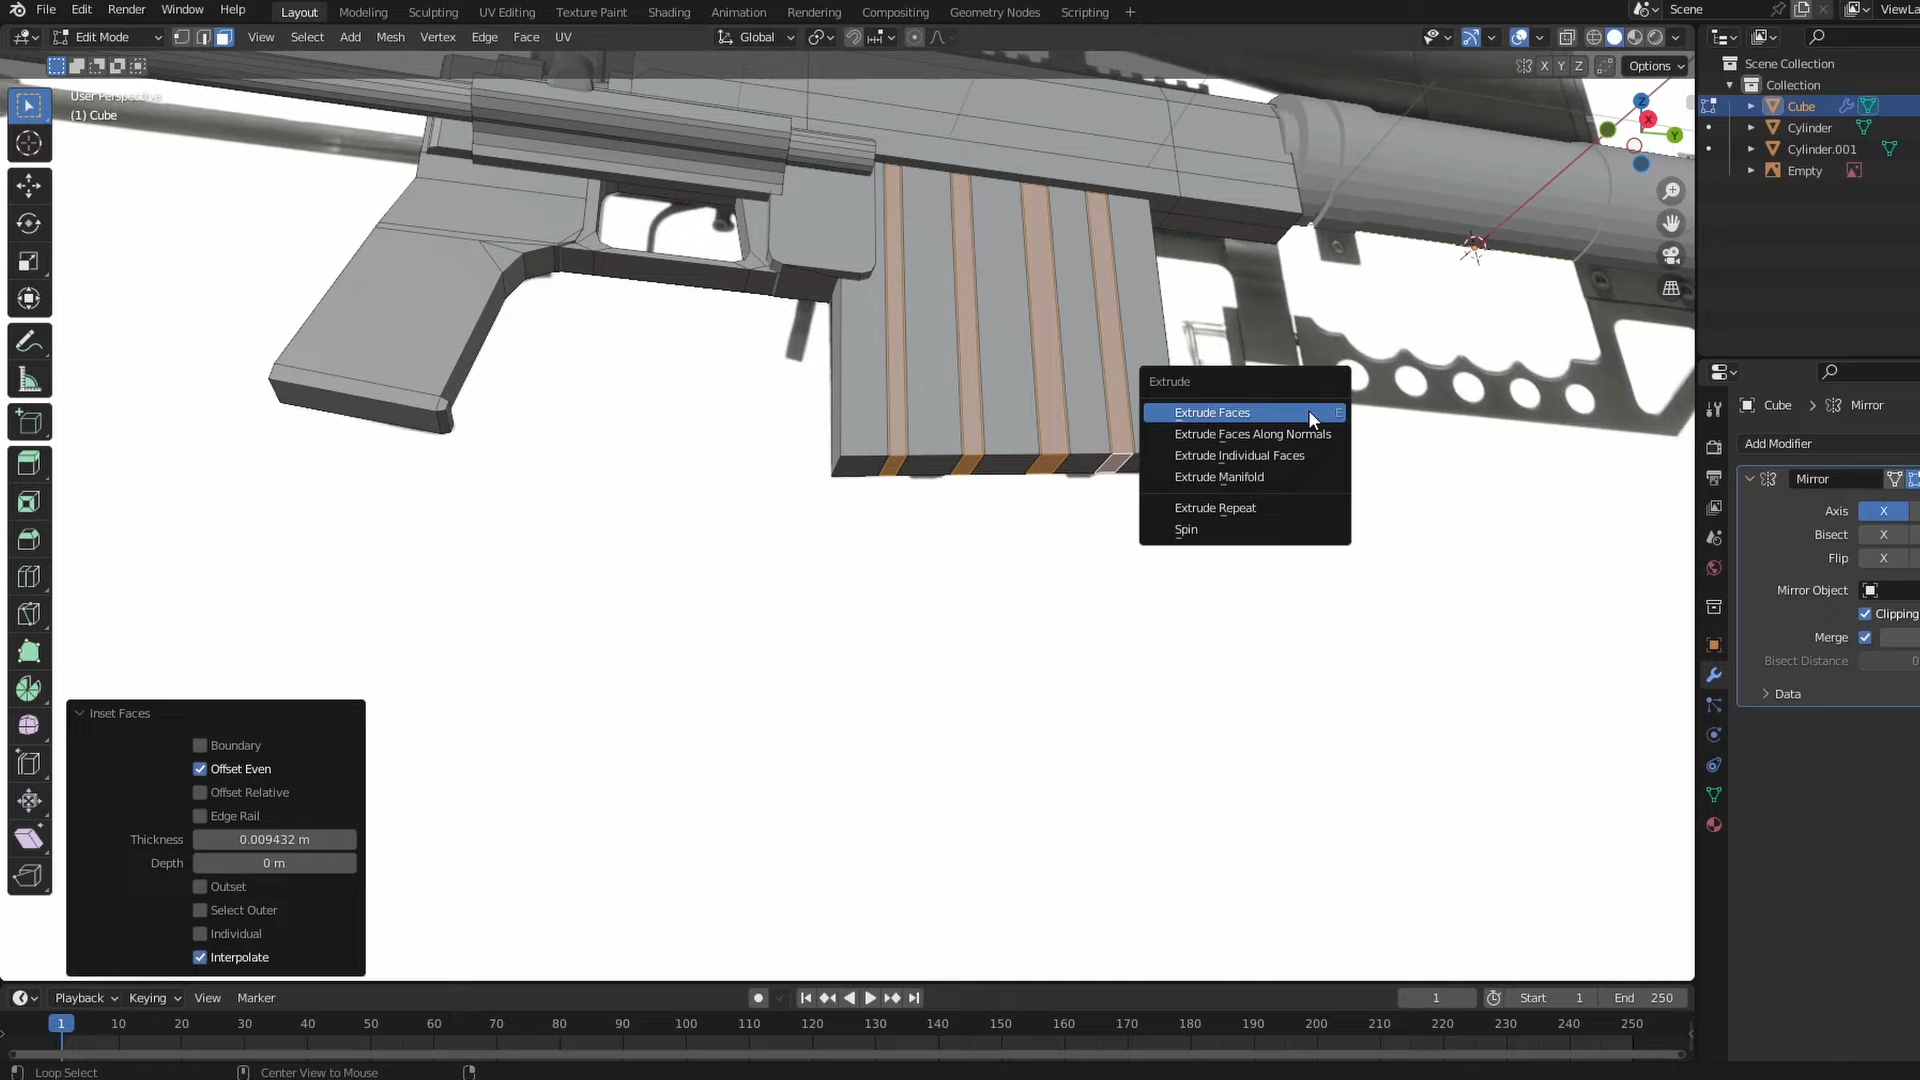 File Edit Render Window Help Layout Modeling Sculpting UV Editing Texture Paint Shading Animation Rendering Compositing Geometry Nodes Scripting + Scene
Edit Mode View Select Add Mesh Vertex Edge Face UV Global
X Y Z Options
User Perspective
(1) Cube
Scene Collection
Collection
Cube
Cylinder
Cylinder.001
Empty
Z
X
Y
Extrude
Extrude Faces E
Extrude Faces Along Normals
Extrude Individual Faces
Extrude Manifold
Extrude Repeat
Spin
Cube > Mirror
Add Modifier
Mirror
Axis X
Bisect X
Flip X
Mirror Object
Clipping
Merge
Bisect Distance 0
Data
Inset Faces
Boundary
Offset Even
Offset Relative
Edge Rail
Thickness 0.009432 m
Depth 0 m
Outset
Select Outer
Individual
Interpolate
Playback Keying View Marker 1 Start 1 End 250
1 10 20 30 40 50 60 70 80 90 100 110 120 130 140 150 160 170 180 190 200 210 220 230 240 250
Loop Select Center View to Mouse